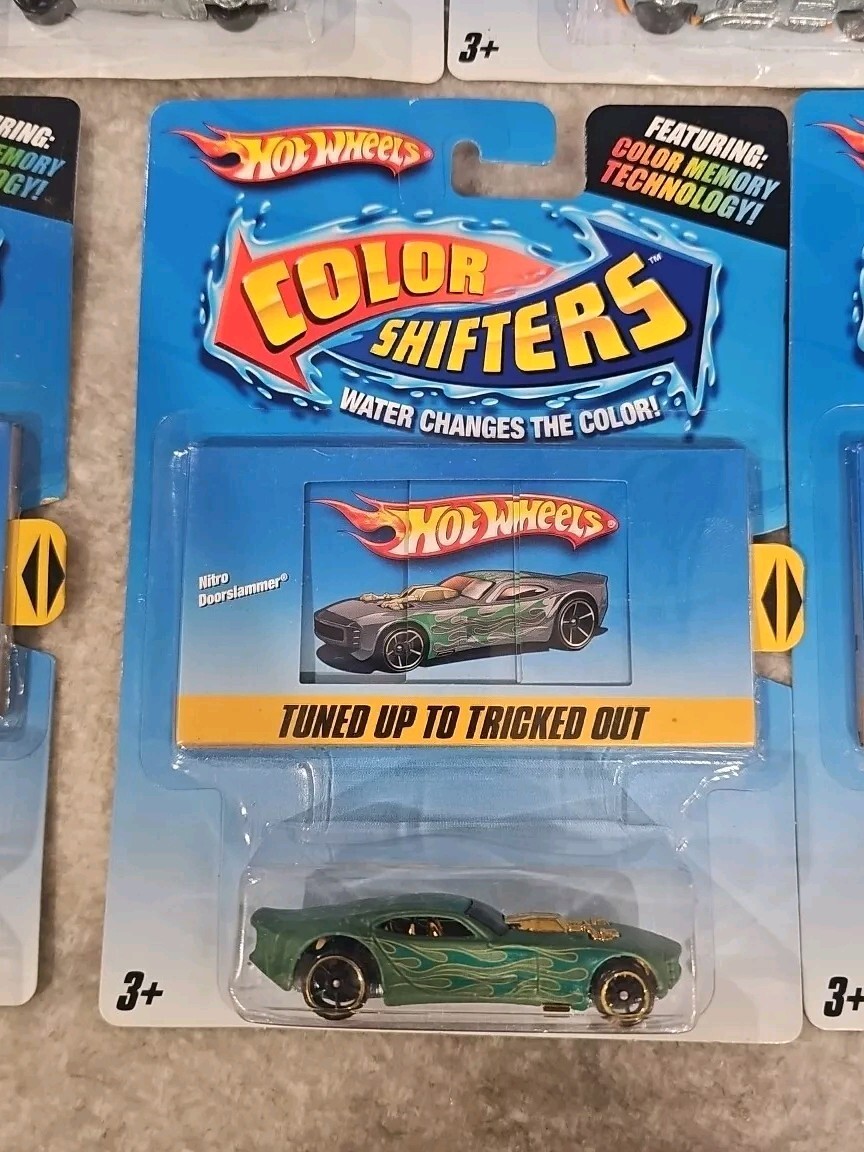 3+
RING:
EMORY
OGY!
HOT WHEELS®
FEATURING:
COLOR MEMORY
TECHNOLOGY!
COLOR
SHIFTERS™
WATER CHANGES THE COLOR!
HOT WHEELS®
Nitro
Doorslammer®
TUNED UP TO TRICKED OUT
3+
3+